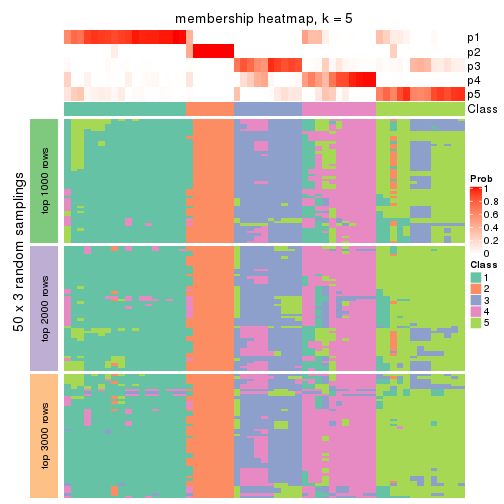 membership heatmap, k = 5
p1
p2
p3
p4
p5
Class
50 x 3 random samplings
top 1000 rows
top 2000 rows
top 3000 rows
Prob
1
0.8
0.6
0.4
0.2
0
Class
1
2
3
4
5